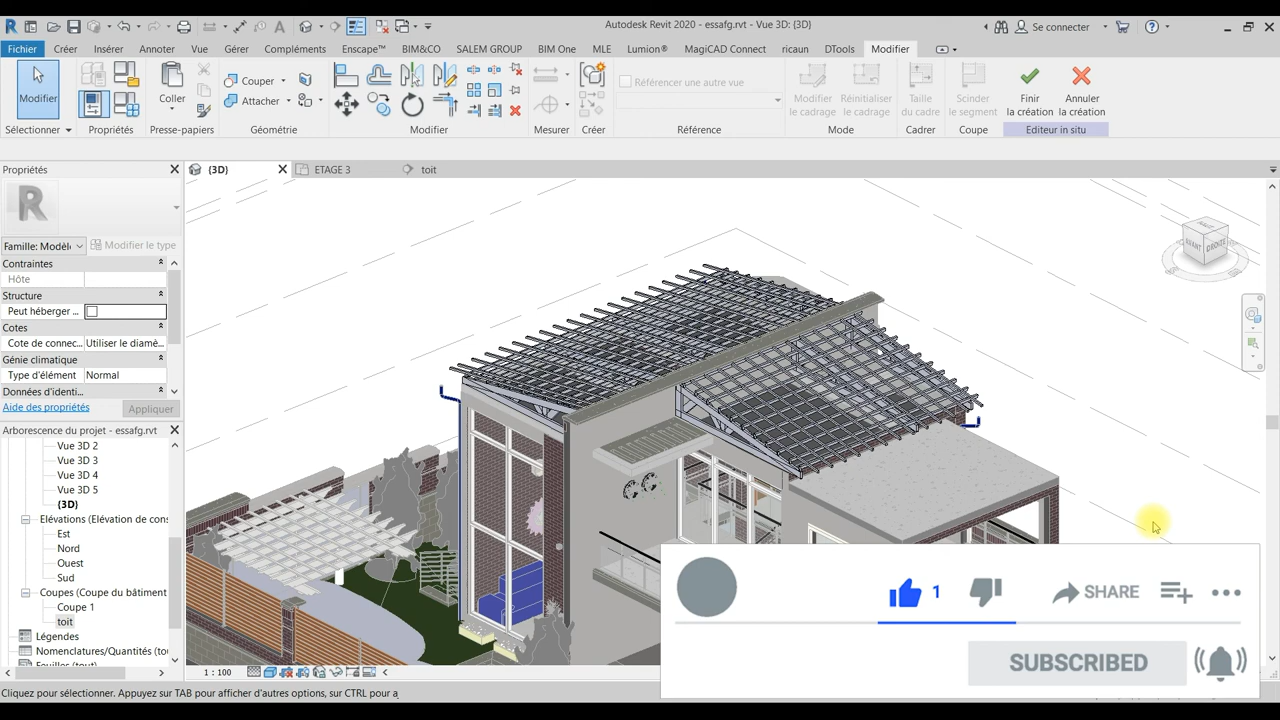 Autodesk Revit 2020 - essafg.rvt - Vue 3D: {3D}
Se connecter
Fichier Créer Insérer Annoter Vue Gérer Collaborer Compléments Enscape™ BIM&CO SALEM GROUP BIM One MLE Lumion® MagiCAD Connect ricaun DTools Modifier
Modifier
Coller
Couper
Attacher
Référencer une autre vue
Modifier le cadrage
Réinitialiser le cadrage
Taille du cadre
Scinder le segment
Finir la création
Annuler la création
Sélectionner Propriétés Presse-papiers Géométrie Modifier Mesurer Créer Référence Mode Cadrer Coupe Editeur in situ
Propriétés
{3D} ETAGE 3 toit
Famille: Modèle Modifier le type
Contraintes
Hôte
Structure
Peut héberger ...
Cotes
Cote de connec... Utiliser le diamè...
Génie climatique
Type d'élément Normal
Données d'identi...
Aide des propriétés Appliquer
Arborescence du projet - essafg.rvt
Vue 3D 2
Vue 3D 3
Vue 3D 4
Vue 3D 5
{3D}
Elévations (Elévation de cons
Est
Nord
Ouest
Sud
Coupes (Coupe du bâtiment
Coupe 1
toit
Légendes
Nomenclatures/Quantités (tou
Feuilles (tout)
AVANT DROITE
1 : 100
Cliquez pour sélectionner. Appuyez sur TAB pour afficher d'autres options, sur CTRL pour a
1 SHARE
SUBSCRIBED